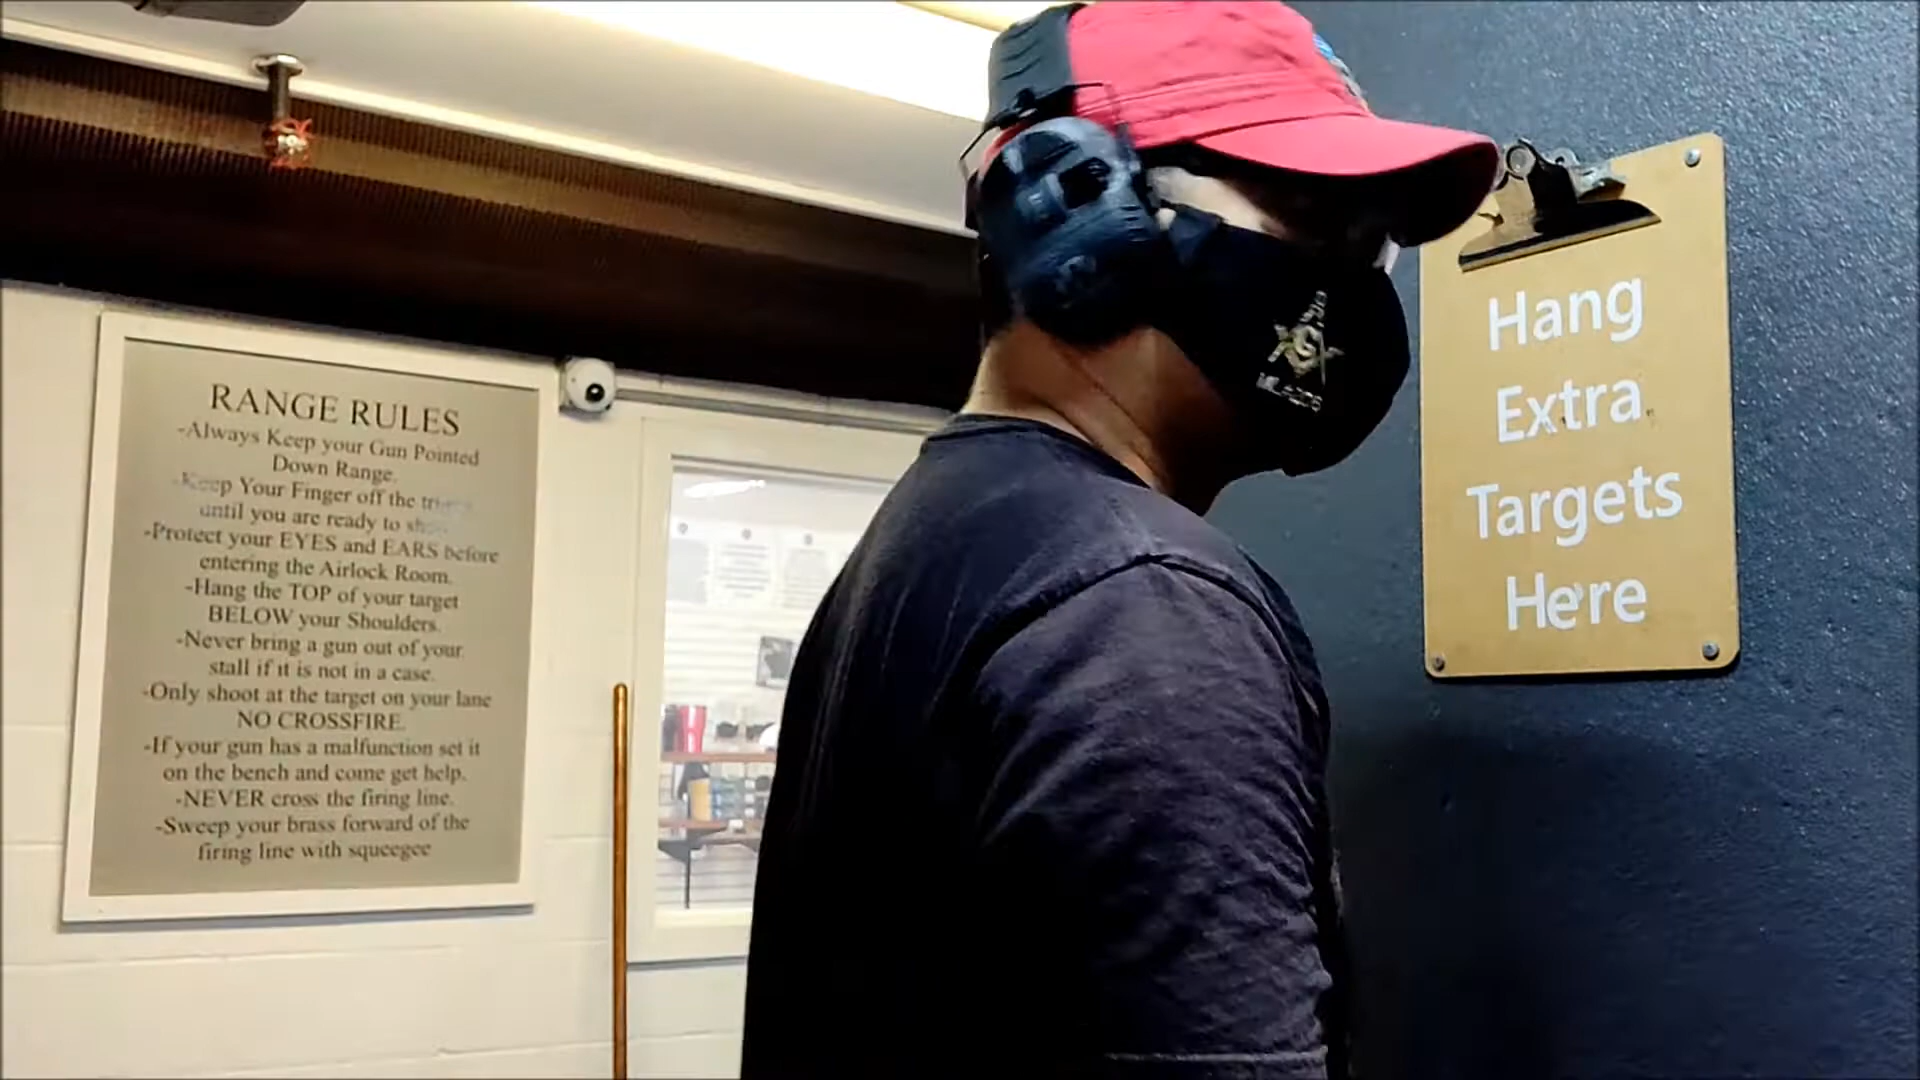 RANGE RULES
-Always Keep your Gun Pointed
Down Range.
-Keep Your Finger off the
until you are ready to
-Protect your EYES and EARS before
entering the Airlock Room.
-Hang the TOP of your target
BELOW your Shoulders.
-Never bring a gun out of your
stall if it is not in a case.
-Only shoot at the target on your lane
NO CROSSFIRE.
-If your gun has a malfunction set it
on the bench and come get help.
-NEVER cross the firing line.
-Sweep your brass forward of the
firing line with squeegee
G
Hang
Extra
Targets
Here